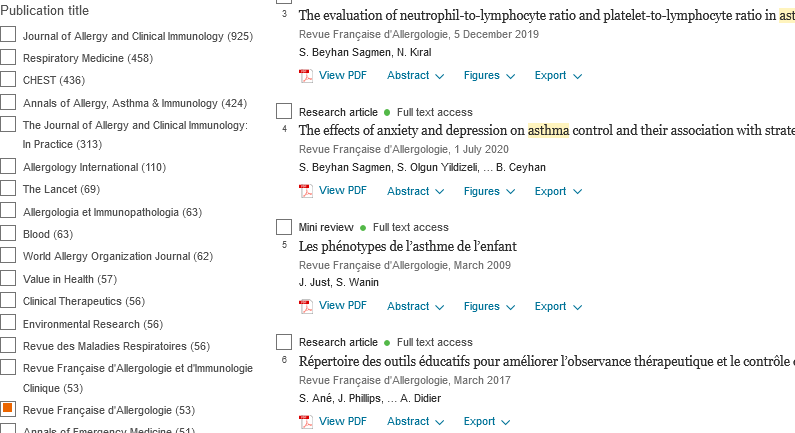 Publication title
Journal of Allergy and Clinical Immunology (925)
Respiratory Medicine (458)
CHEST (436)
Annals of Allergy, Asthma & Immunology (424)
The Journal of Allergy and Clinical Immunology:
In Practice (313)
Allergology International (110)
The Lancet (69)
Allergologia et Immunopathologia (63)
Blood (63)
World Allergy Organization Journal (62)
Value in Health (57)
Clinical Therapeutics (56)
Environmental Research (56)
Revue des Maladies Respiratoires (56)
Revue Française d'Allergologie et d'Immunologie
Clinique (53)
Revue Française d'Allergologie (53)
Annals of Emergency Medicine (51)
3 The evaluation of neutrophil-to-lymphocyte ratio and platelet-to-lymphocyte ratio in ast
Revue Française d'Allergologie, 5 December 2019
S. Beyhan Sagmen, N. Kıral
View PDF Abstract Figures Export
Research article ● Full text access
4 The effects of anxiety and depression on asthma control and their association with strate
Revue Française d'Allergologie, 1 July 2020
S. Beyhan Sagmen, S. Olgun Yildizeli, ... B. Ceyhan
View PDF Abstract Figures Export
Mini review ● Full text access
5 Les phénotypes de l’asthme de l’enfant
Revue Française d'Allergologie, March 2009
J. Just, S. Wanin
View PDF Abstract Figures Export
Research article ● Full text access
6 Répertoire des outils éducatifs pour améliorer l’observance thérapeutique et le contrôle
Revue Française d'Allergologie, March 2017
S. Ané, J. Phillips, ... A. Didier
View PDF Abstract Export